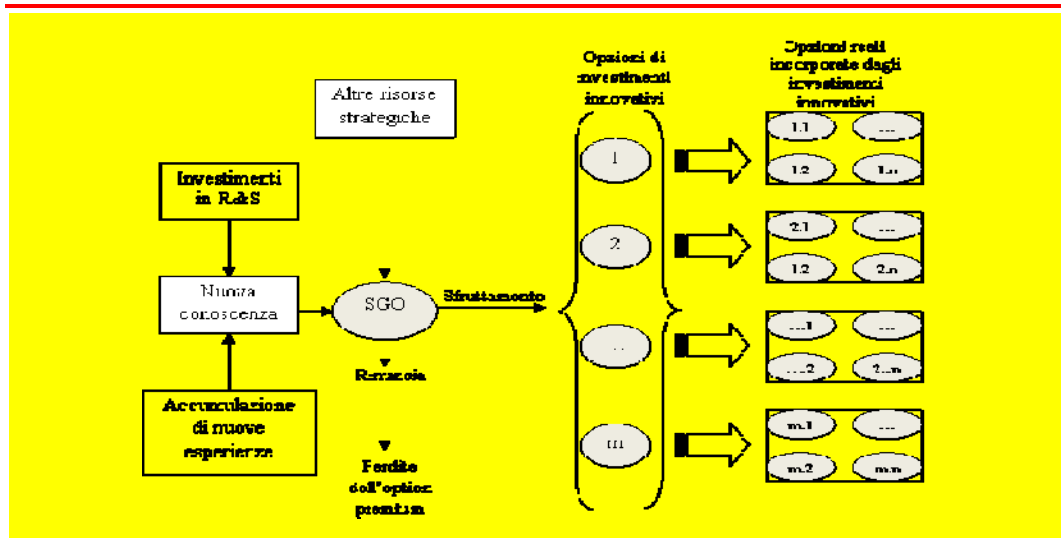 Opzioni di
investimenti
innovativi
Opzioni reali
incorporate dagli
investimenti
innovativi
Altre risorse
strategiche
Investimenti
in R&S
Nuova
conoscenza
Accumulazione
di nuove
esperienze
SGO
Sfruttamento
Rinuncia
Perdita
dell'option
premium
1
2
...
m
1.1
....
1.2
1.n
2.1
....
1.2
2.n
....1
....
....2
2...n
m.1
....
m.2
m.n